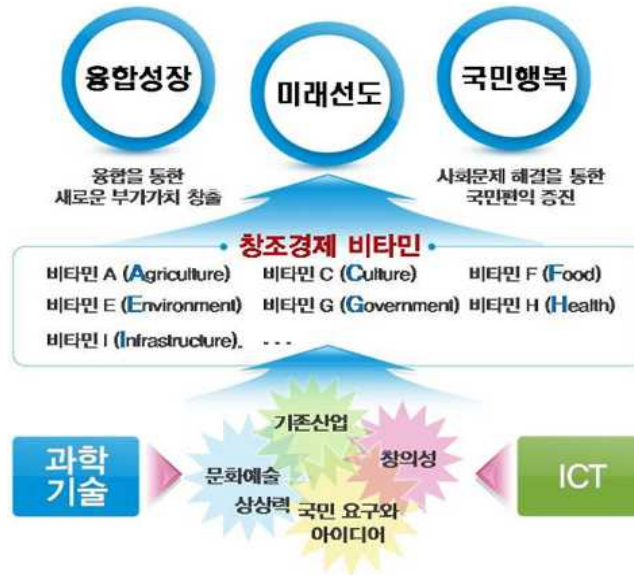 융합성장
미래선도
국민행복
융합을 통한
새로운 부가가치 창출
사회문제 해결을 통한
국민편익 증진
창조경제 비타민
비타민 A (Agriculture)
비타민 C (Culture)
비타민 F (Food)
비타민 E (Environment)
비타민 G (Government)
비타민 H (Health)
비타민 I (Infrastructure).
- - -
과학
기술
기존산업
문화예술
상상력
창의성
국민 요구와
아이디어
ICT